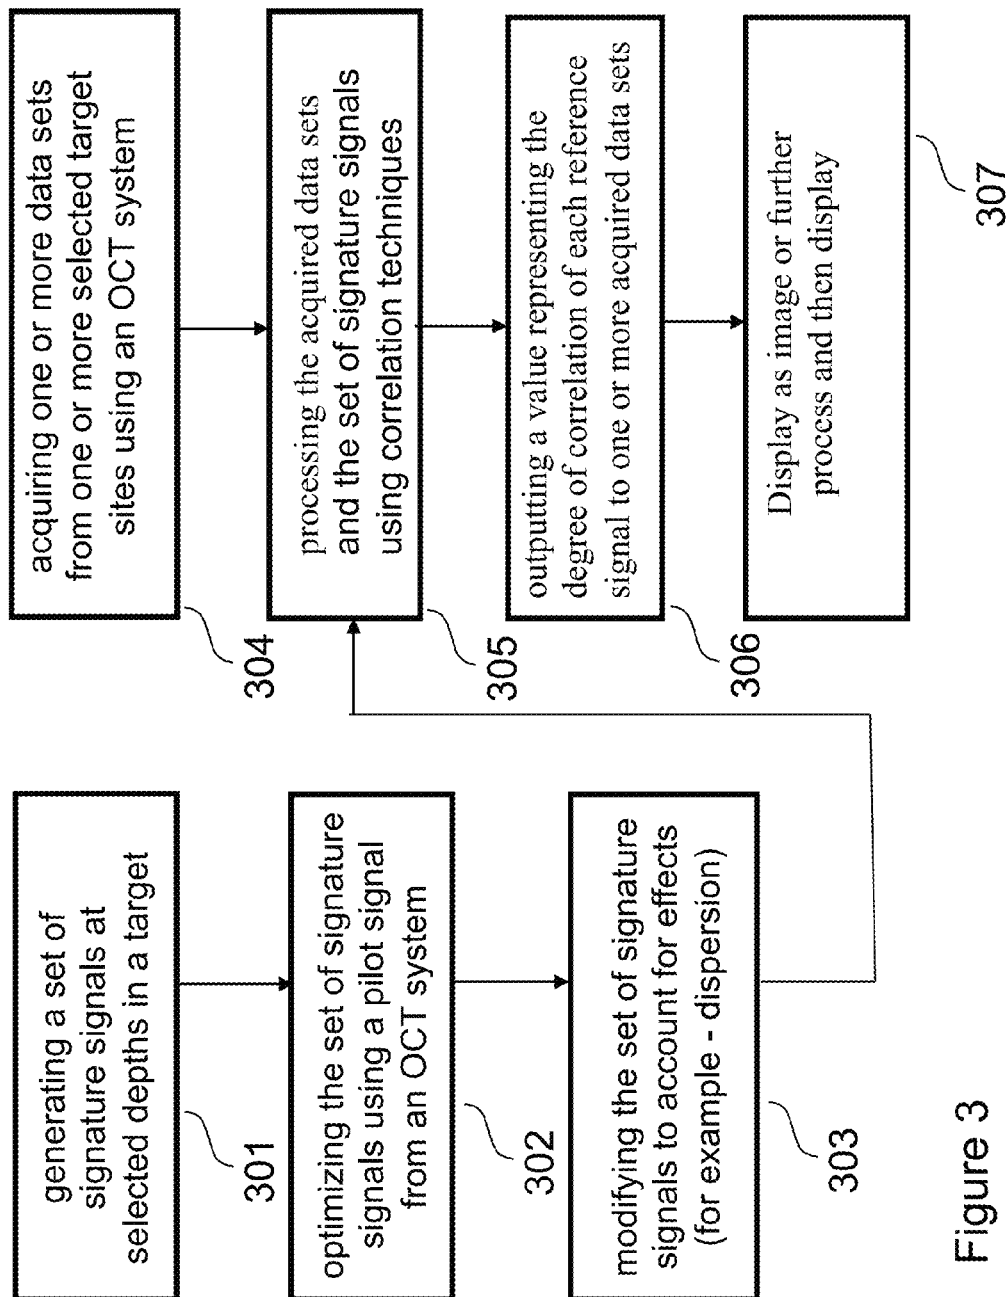 generating a set of
signature signals at
selected depths in a target
301
optimizing the set of signature
signals using a pilot signal
from an OCT system
302
modifying the set of signature
signals to account for effects
(for example - dispersion)
303
acquiring one or more data sets
from one or more selected target
sites using an OCT system
304
processing the acquired data sets
and the set of signature signals
using correlation techniques
305
outputting a value representing the
degree of correlation of each reference
signal to one or more acquired data sets
306
Display as image or further
process and then display
307
Figure 3